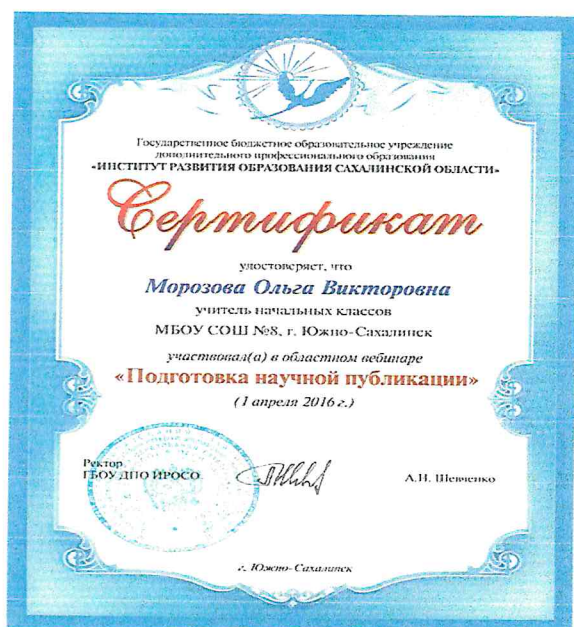 Государственное бюджетное образовательное учреждение
дополнительного профессионального образования
«ИНСТИТУТ РАЗВИТИЯ ОБРАЗОВАНИЯ САХАЛИНСКОЙ ОБЛАСТИ»
Сертификат
удостоверяет, что
Морозова Ольга Викторовна
учитель начальных классов
МБОУ СОШ №8, г. Южно-Сахалинск
участвовал(а) в областном вебинаре
«Подготовка научной публикации»
(1 апреля 2016 г.)
Ректор
ГБОУ ДПО ИРОСО
А.Н. Шевченко
г. Южно-Сахалинск